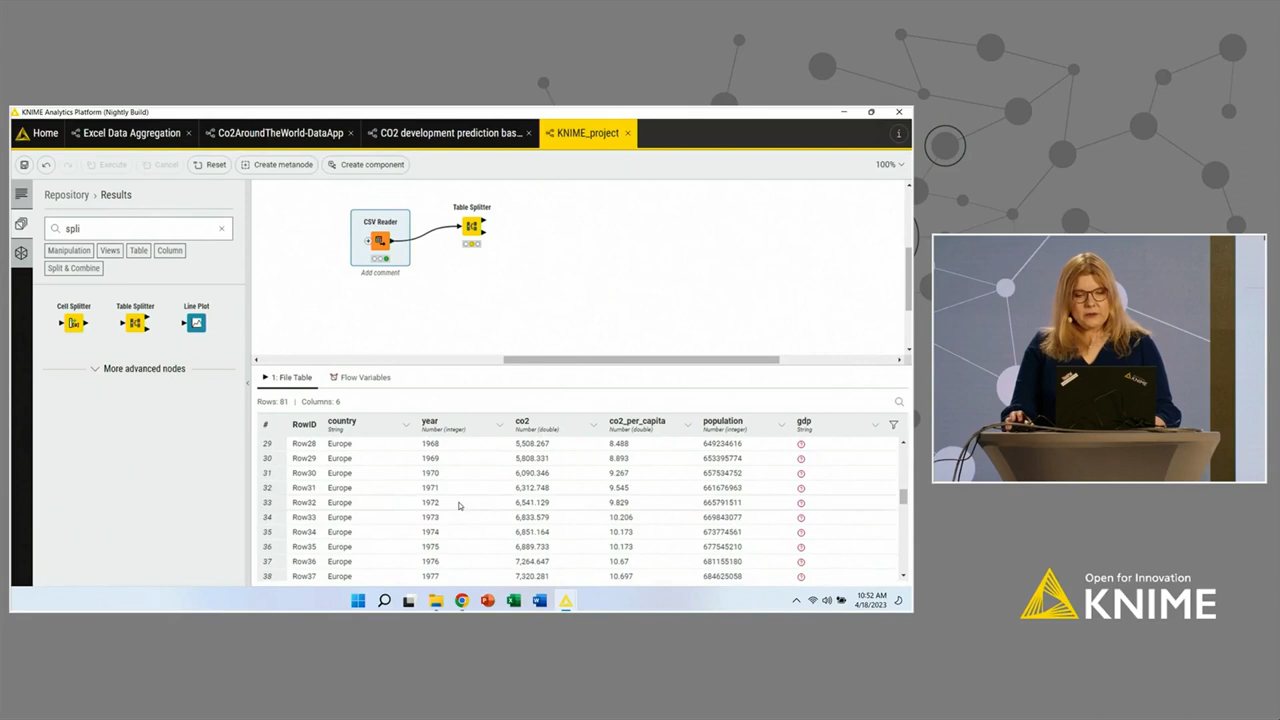 KNIME Analytics Platform (Nightly Build)
Home Excel Data Aggregation Co2AroundTheWorld-DataApp CO2 development prediction bas... KNIME_project
Execute Cancel Reset Create metanode Create component 100%
Repository › Results
spli
Manipulation Views Table Column
Split & Combine
Cell Splitter Table Splitter Line Plot
More advanced nodes
Table Splitter
CSV Reader
Add comment
1: File Table Flow Variables
Rows: 81 | Columns: 6
# RowID country year co2 co2_per_capita population gdp
String Number (integer) Number (double) Number (double) Number (integer) String
29 Row28 Europe 1968 5,508.267 8.488 649234616
30 Row29 Europe 1969 5,808.331 8.893 653395774
31 Row30 Europe 1970 6,090.346 9.267 657534752
32 Row31 Europe 1971 6,312.748 9.545 661676963
33 Row32 Europe 1972 6,541.129 9.829 665791511
34 Row33 Europe 1973 6,833.579 10.206 669843077
35 Row34 Europe 1974 6,851.164 10.173 673774561
36 Row35 Europe 1975 6,889.733 10.173 677545210
37 Row36 Europe 1976 7,264.647 10.67 681155180
38 Row37 Europe 1977 7,320.281 10.697 684625058
10:52 AM
4/18/2023
Open for Innovation
KNIME